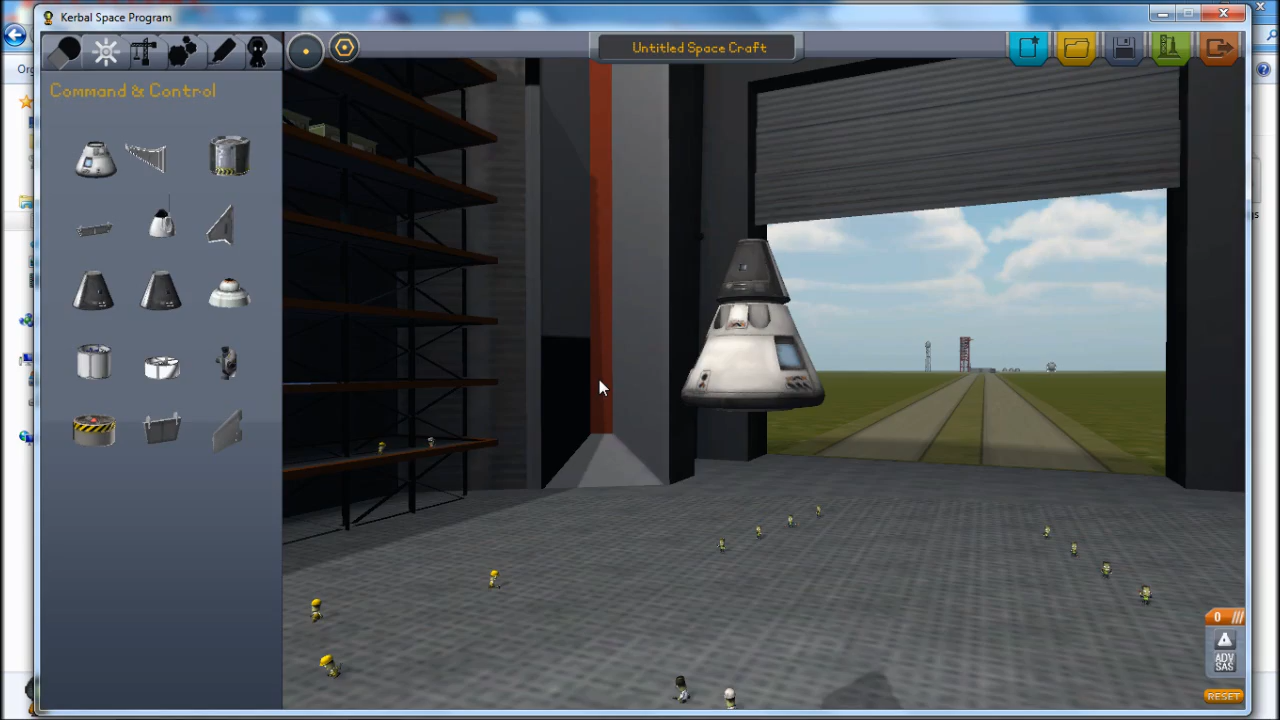 Kerbal Space Program
Untitled Space Craft
Command & Control
0
ADV
SAS
RESET